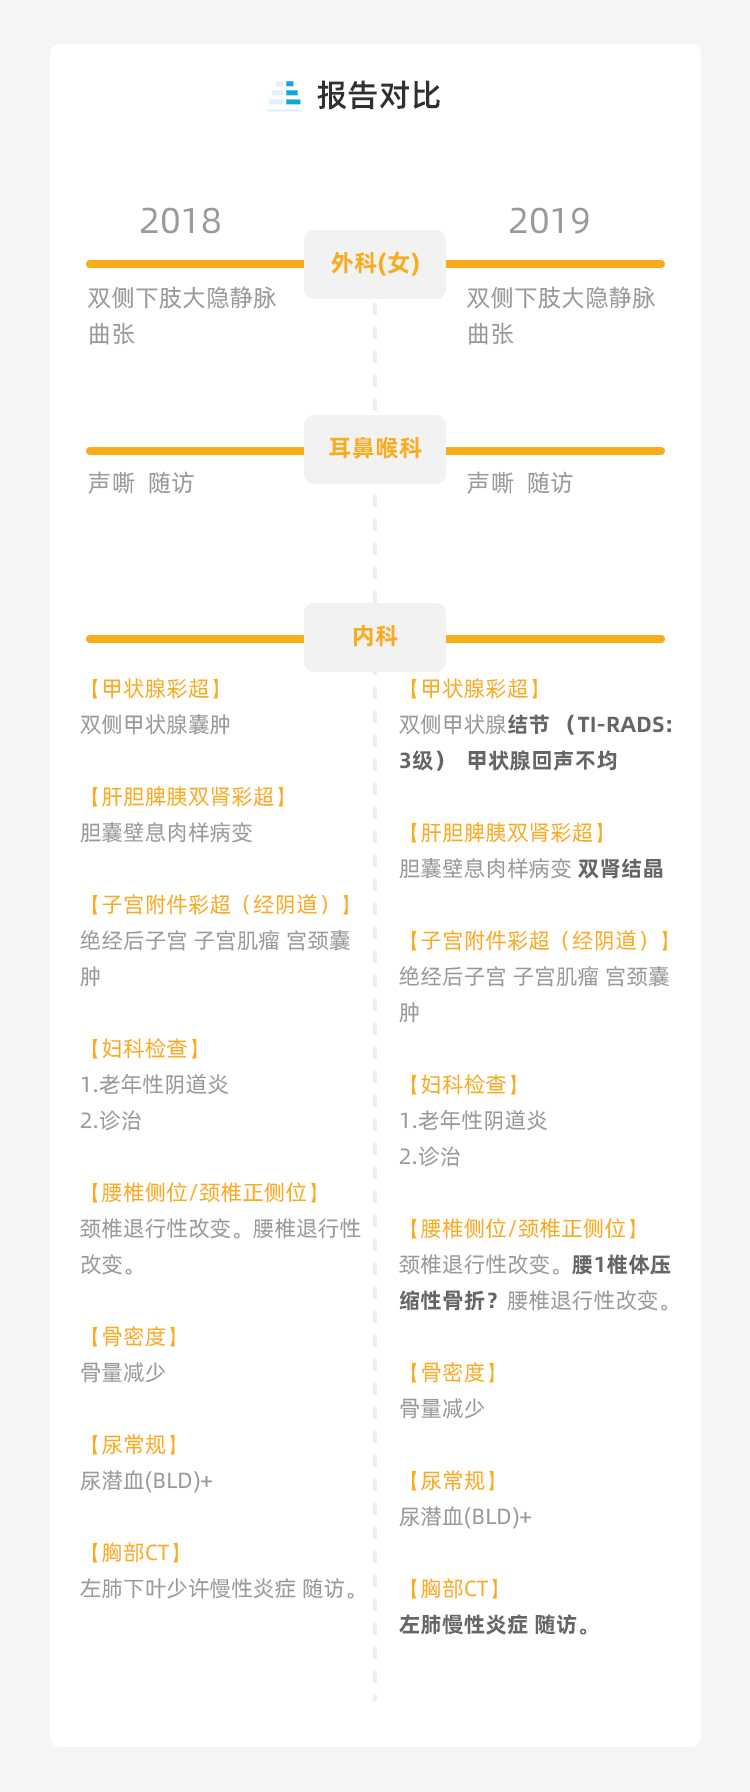 报告对比
2018
2019
外科(女)
双侧下肢大隐静脉
曲张
双侧下肢大隐静脉
曲张
耳鼻喉科
声嘶 随访
声嘶 随访
内科
【甲状腺彩超】
双侧甲状腺囊肿
【肝胆脾胰双肾彩超】
胆囊壁息肉样病变
【子宫附件彩超（经阴道）】
绝经后子宫 子宫肌瘤 宫颈囊
肿
【妇科检查】
1.老年性阴道炎
2.诊治
【腰椎侧位/颈椎正侧位】
颈椎退行性改变。腰椎退行性
改变。
【骨密度】
骨量减少
【尿常规】
尿潜血(BLD)+
【胸部CT】
左肺下叶少许慢性炎症 随访。
【甲状腺彩超】
双侧甲状腺结节 （TI-RADS:
3级） 甲状腺回声不均
【肝胆脾胰双肾彩超】
胆囊壁息肉样病变 双肾结晶
【子宫附件彩超（经阴道）】
绝经后子宫 子宫肌瘤 宫颈囊
肿
【妇科检查】
1.老年性阴道炎
2.诊治
【腰椎侧位/颈椎正侧位】
颈椎退行性改变。腰1椎体压
缩性骨折？腰椎退行性改变。
【骨密度】
骨量减少
【尿常规】
尿潜血(BLD)+
【胸部CT】
左肺慢性炎症 随访。